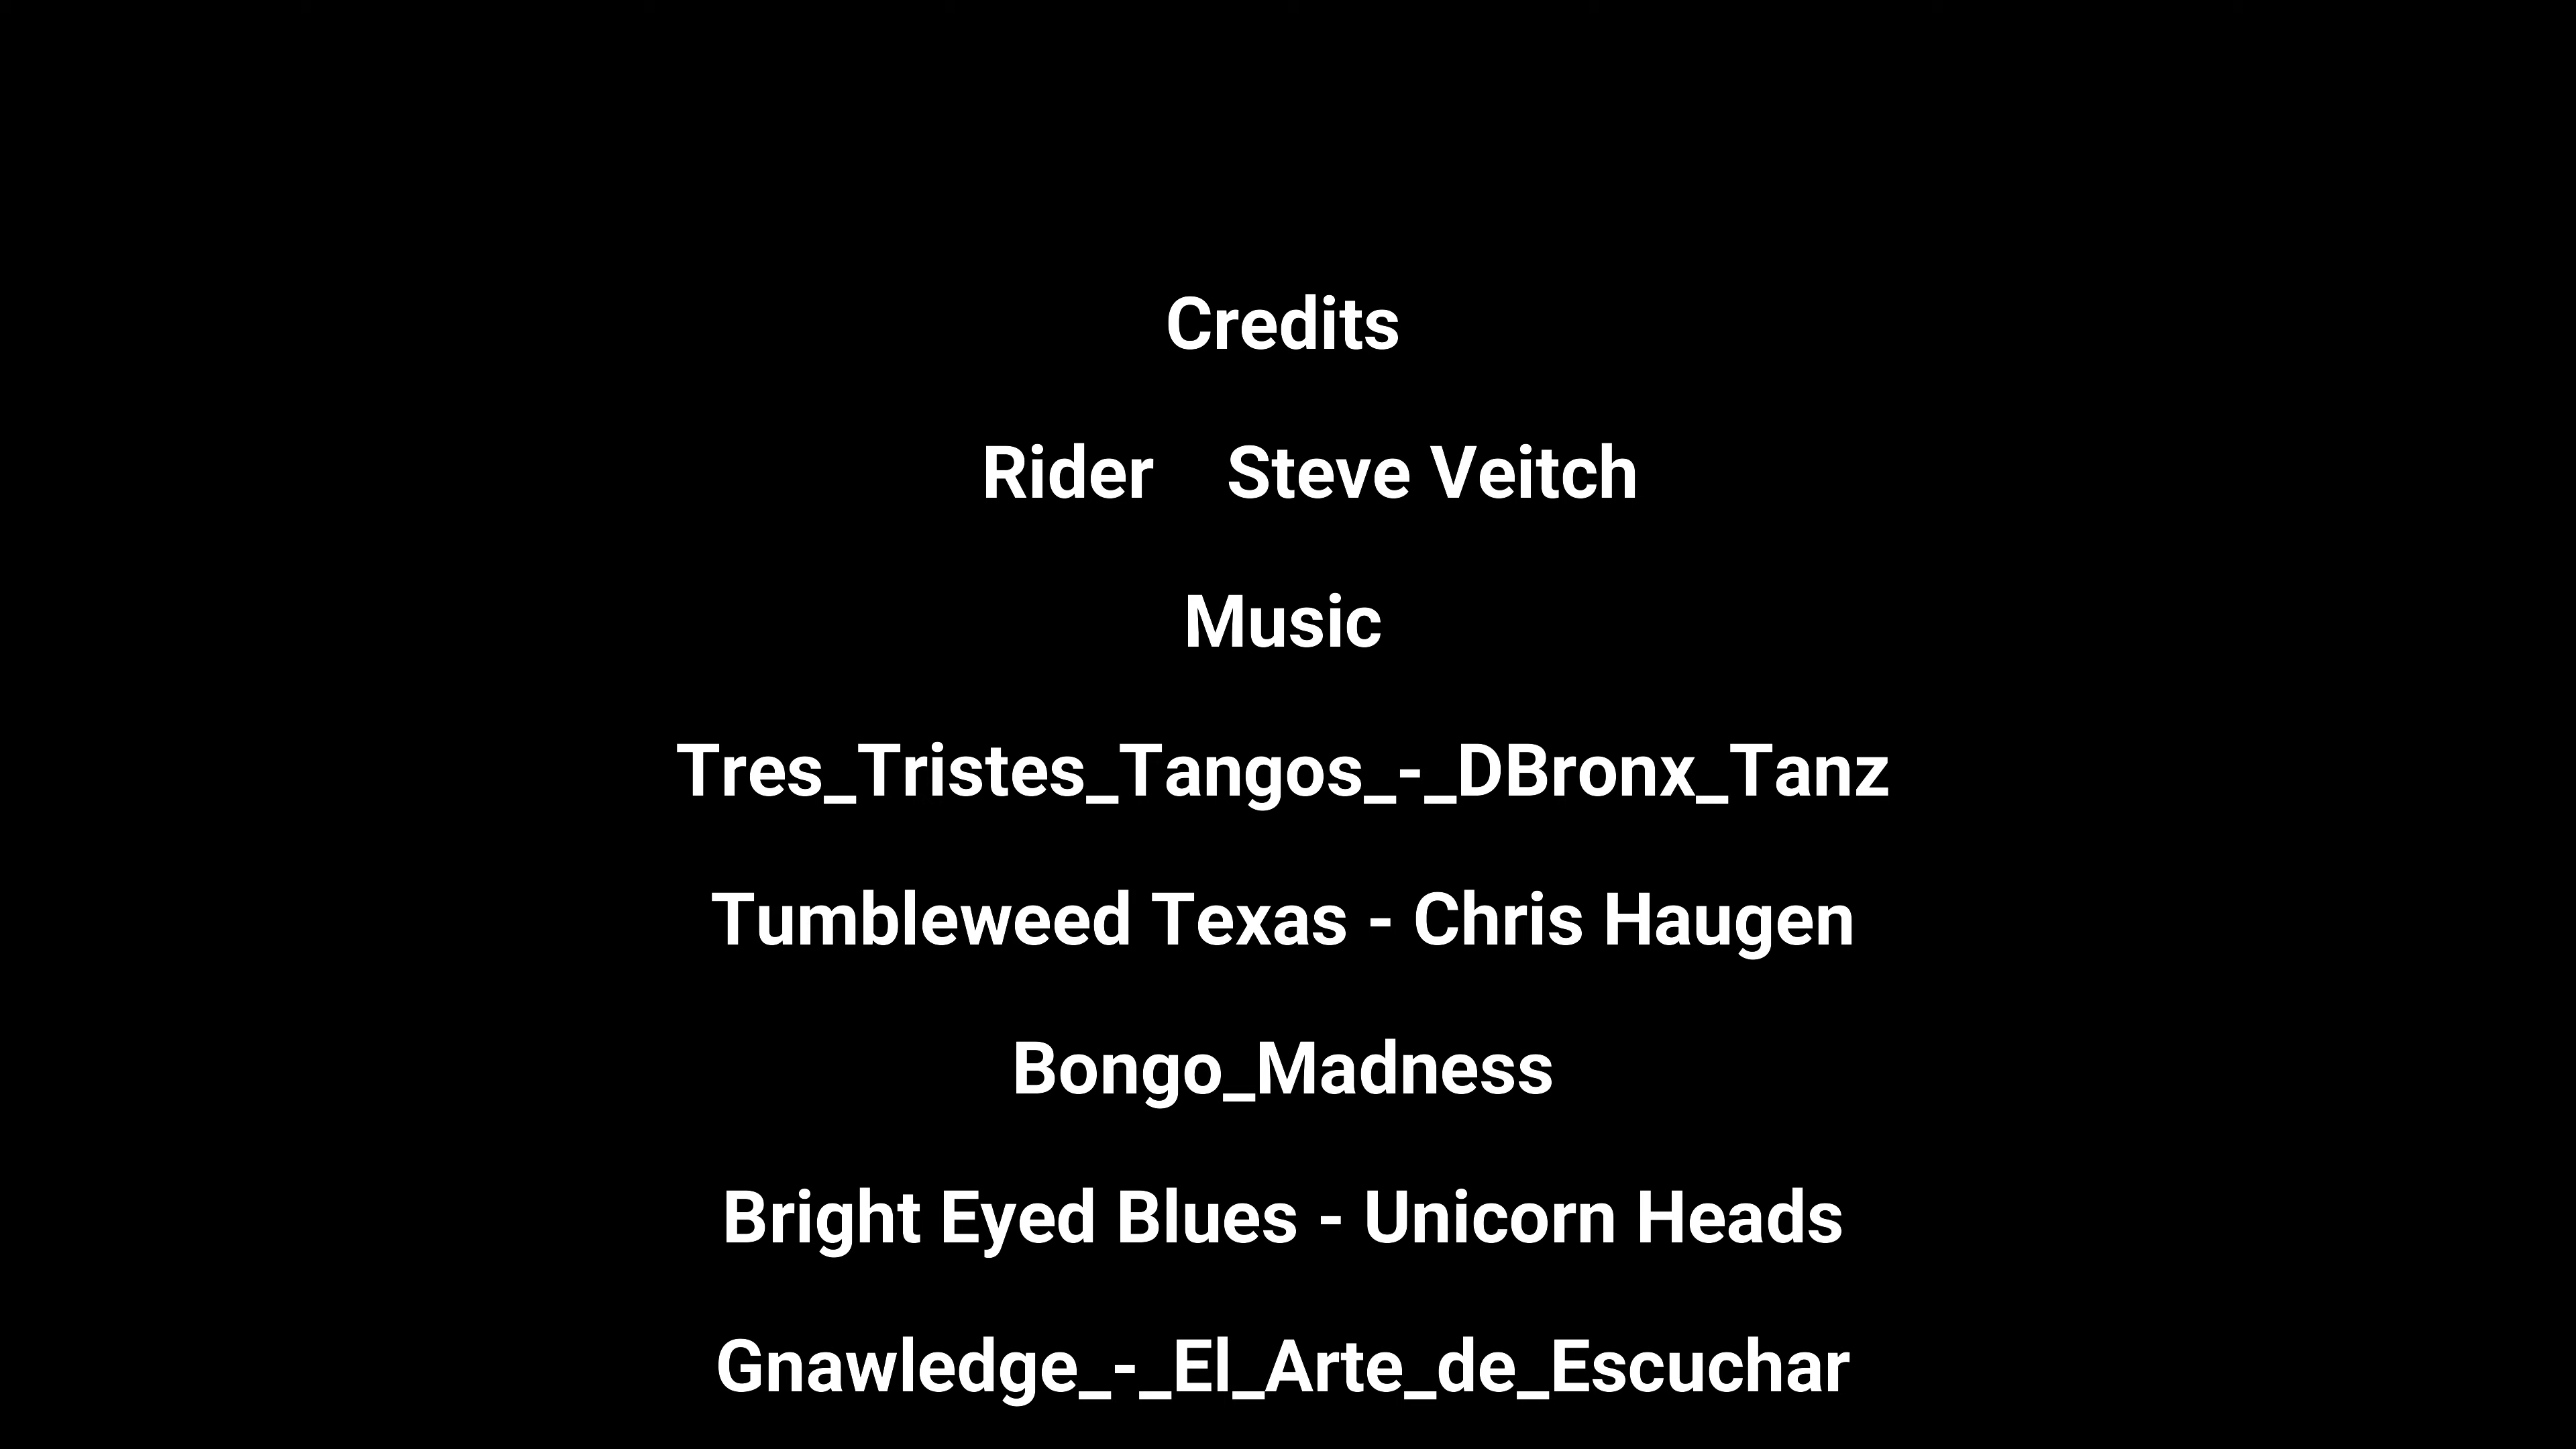 Credits
Rider    Steve Veitch
Music
Tres_Tristes_Tangos_-_DBronx_Tanz
Tumbleweed Texas - Chris Haugen
Bongo_Madness
Bright Eyed Blues - Unicorn Heads
Gnawledge_-_El_Arte_de_Escuchar